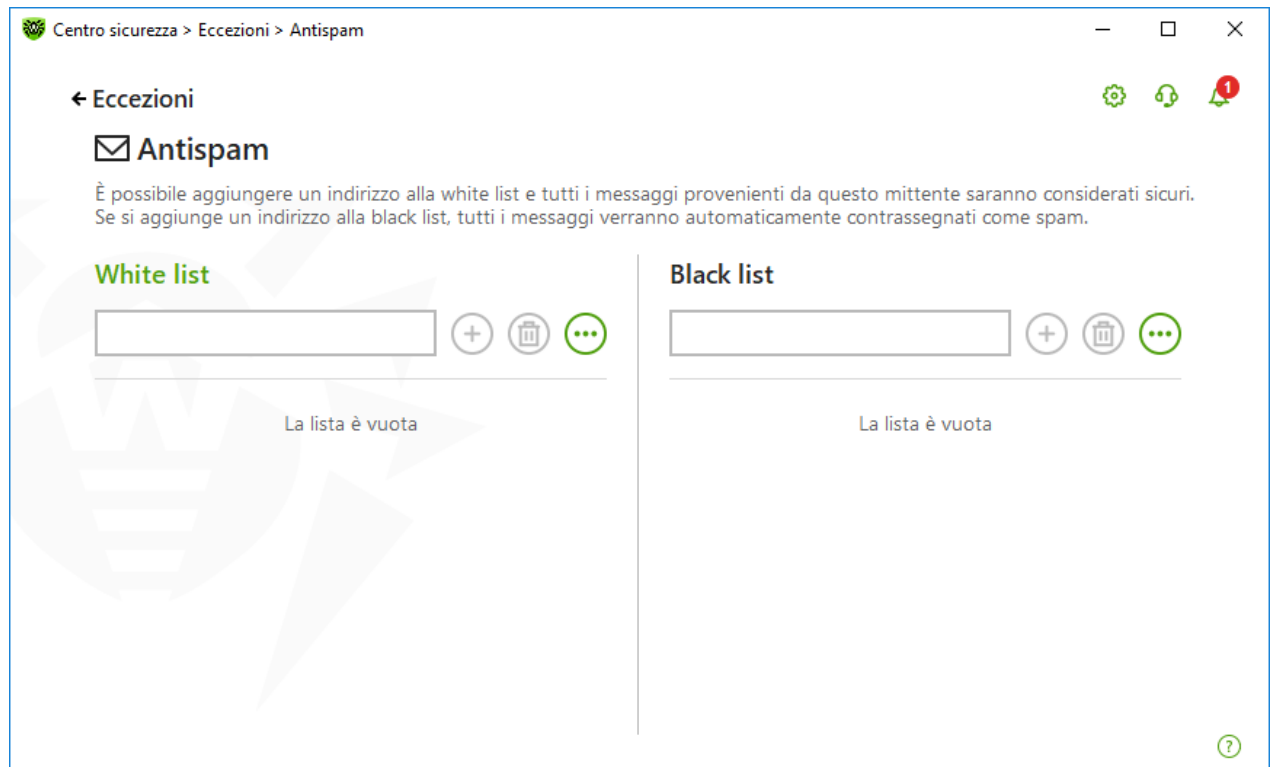 Centro sicurezza > Eccezioni > Antispam
Eccezioni
1
Antispam
È possibile aggiungere un indirizzo alla white list e tutti i messaggi provenienti da questo mittente saranno considerati sicuri.
Se si aggiunge un indirizzo alla black list, tutti i messaggi verranno automaticamente contrassegnati come spam.
White list
Black list
La lista è vuota
La lista è vuota
?